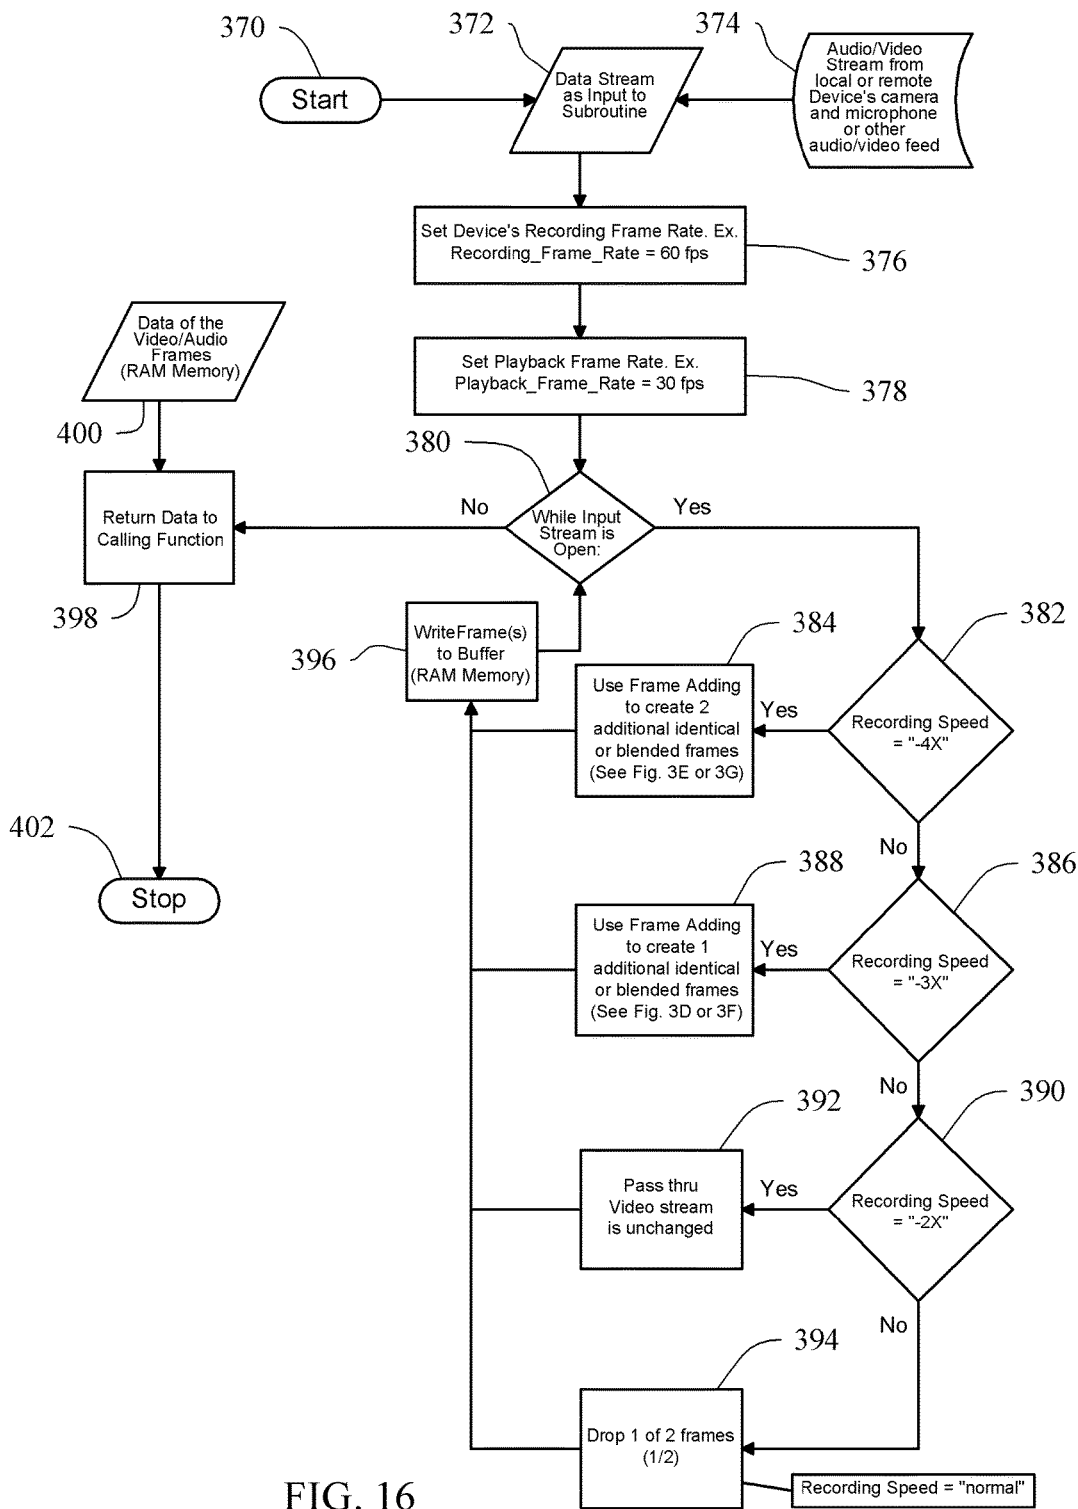 370
372
374
Start
Data Stream
as Input to
Subroutine
Audio/Video
Stream from
local or remote
Device's camera
and microphone
or other
audio/video feed
Set Device's Recording Frame Rate. Ex.
Recording_Frame_Rate = 60 fps
376
Data of the
Video/Audio
Frames
(RAM Memory)
400
Set Playback Frame Rate. Ex.
Playback_Frame_Rate = 30 fps
378
380
No
While Input
Stream is
Open:
Yes
Return Data to
Calling Function
398
396
WriteFrame(s)
to Buffer
(RAM Memory)
384
382
Use Frame Adding
to create 2
additional identical
or blended frames
(See Fig. 3E or 3G)
Yes
Recording Speed
= "-4X"
No
402
Stop
388
386
Use Frame Adding
to create 1
additional identical
or blended frames
(See Fig. 3D or 3F)
Yes
Recording Speed
= "-3X"
No
392
390
Pass thru
Video stream
is unchanged
Yes
Recording Speed
= "-2X"
No
394
Drop 1 of 2 frames
(1/2)
Recording Speed = "normal"
FIG. 16